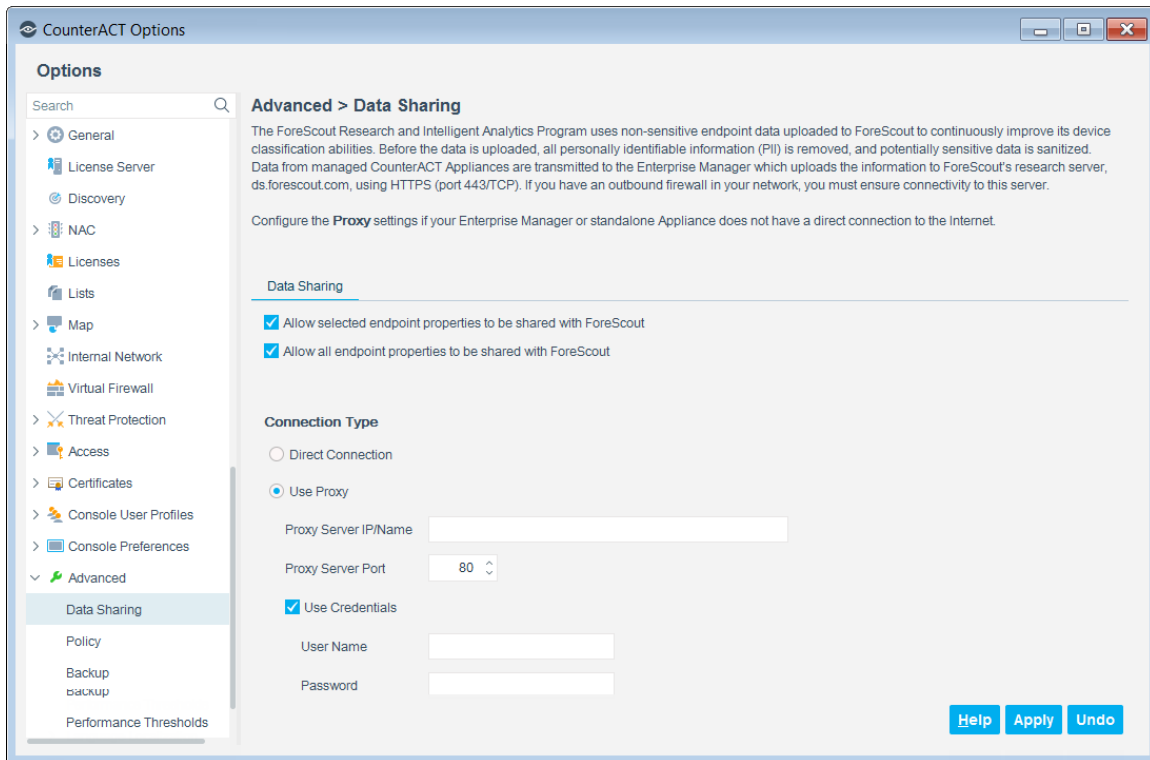 CounterACT Options
Options
Search
General
License Server
Discovery
NAC
Licenses
Lists
Map
Internal Network
Virtual Firewall
Threat Protection
Access
Certificates
Console User Profiles
Console Preferences
Advanced
Data Sharing
Policy
Backup
Backup
Performance Thresholds
Advanced > Data Sharing
The ForeScout Research and Intelligent Analytics Program uses non-sensitive endpoint data uploaded to ForeScout to continuously improve its device
classification abilities. Before the data is uploaded, all personally identifiable information (PII) is removed, and potentially sensitive data is sanitized.
Data from managed CounterACT Appliances are transmitted to the Enterprise Manager which uploads the information to ForeScout's research server,
ds.forescout.com, using HTTPS (port 443/TCP). If you have an outbound firewall in your network, you must ensure connectivity to this server.
Configure the Proxy settings if your Enterprise Manager or standalone Appliance does not have a direct connection to the Internet.
Data Sharing
Allow selected endpoint properties to be shared with ForeScout
Allow all endpoint properties to be shared with ForeScout
Connection Type
Direct Connection
Use Proxy
Proxy Server IP/Name
Proxy Server Port 80
Use Credentials
User Name
Password
Help Apply Undo